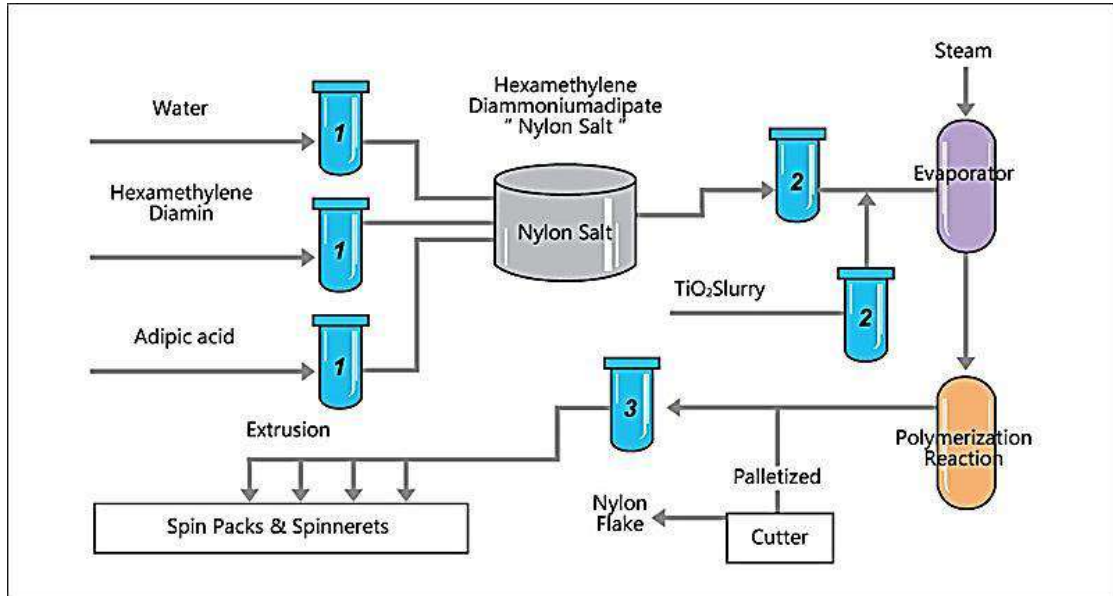 Steam
Hexamethylene
Diammoniumadipate
" Nylon Salt "
Water
1
2
Evaporator
Hexamethylene
Diamin
1
Nylon Salt
TiO₂Slurry
2
Adipic acid
1
3
Extrusion
Polymerization
Reaction
Palletized
Nylon
Flake
Spin Packs & Spinnerets
Cutter